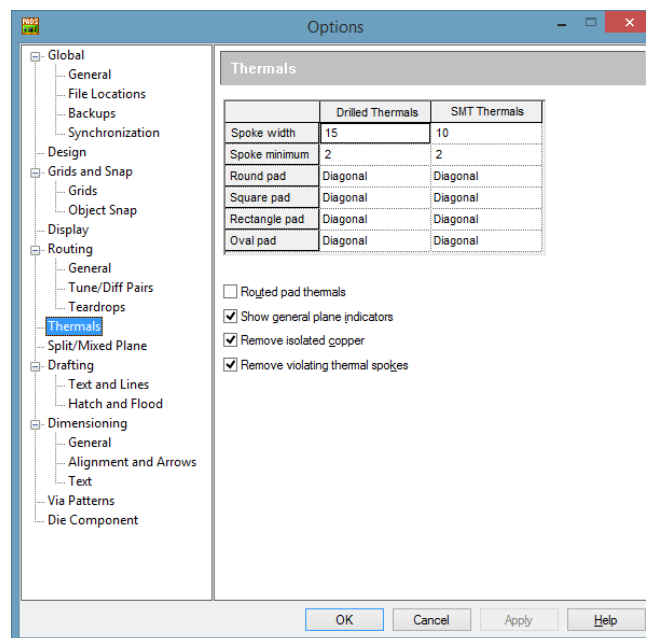 PADS
Options
Global
General
File Locations
Backups
Synchronization
Design
Grids and Snap
Grids
Object Snap
Display
Routing
General
Tune/Diff Pairs
Teardrops
Thermals
Split/Mixed Plane
Drafting
Text and Lines
Hatch and Flood
Dimensioning
General
Alignment and Arrows
Text
Via Patterns
Die Component
Thermals
Drilled Thermals SMT Thermals
Spoke width 15 10
Spoke minimum 2 2
Round pad Diagonal Diagonal
Square pad Diagonal Diagonal
Rectangle pad Diagonal Diagonal
Oval pad Diagonal Diagonal
Routed pad thermals
Show general plane indicators
Remove isolated copper
Remove violating thermal spokes
OK Cancel Apply Help